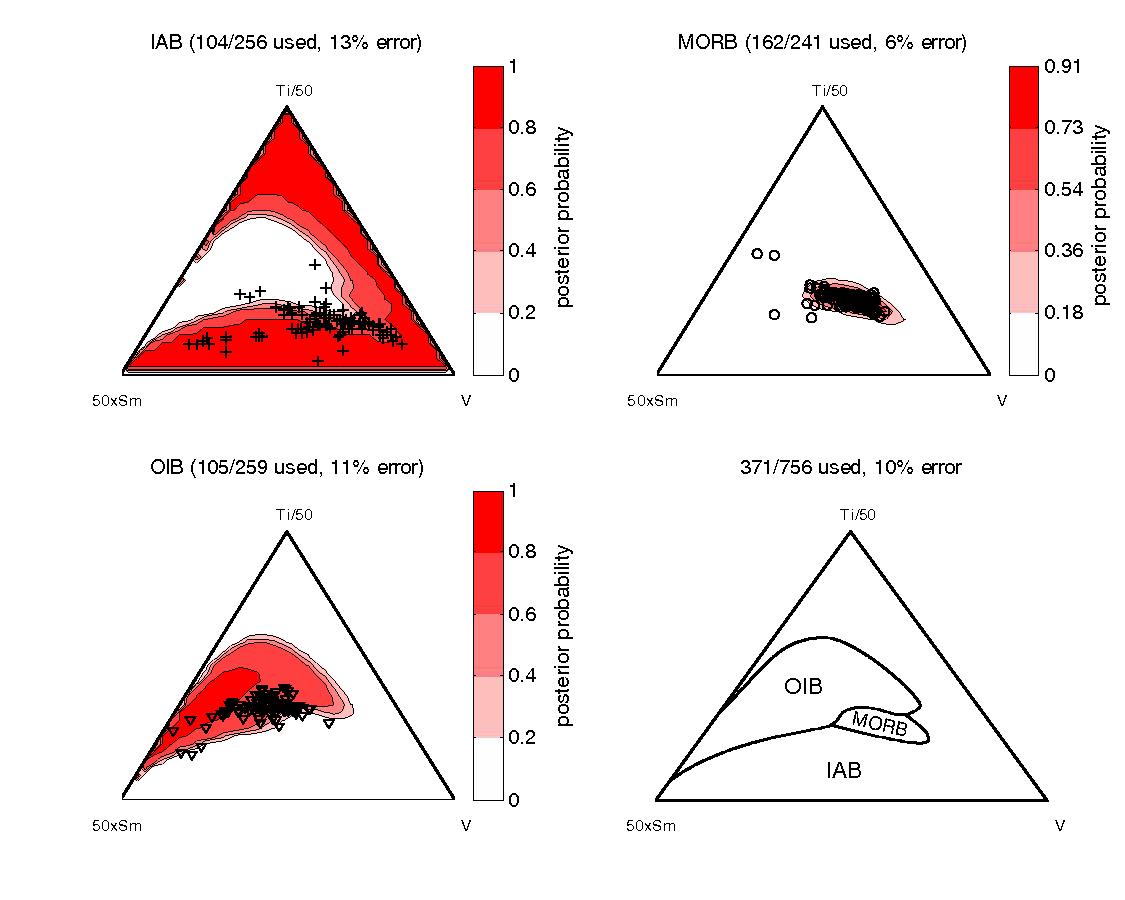 IAB (104/256 used, 13% error)
Ti/50
50xSm
V
1
0.8
0.6
0.4
0.2
0
posterior probability
MORB (162/241 used, 6% error)
Ti/50
50xSm
V
0.91
0.73
0.54
0.36
0.18
0
posterior probability
OIB (105/259 used, 11% error)
Ti/50
50xSm
V
1
0.8
0.6
0.4
0.2
0
posterior probability
371/756 used, 10% error
Ti/50
OIB
MORB
IAB
50xSm
V